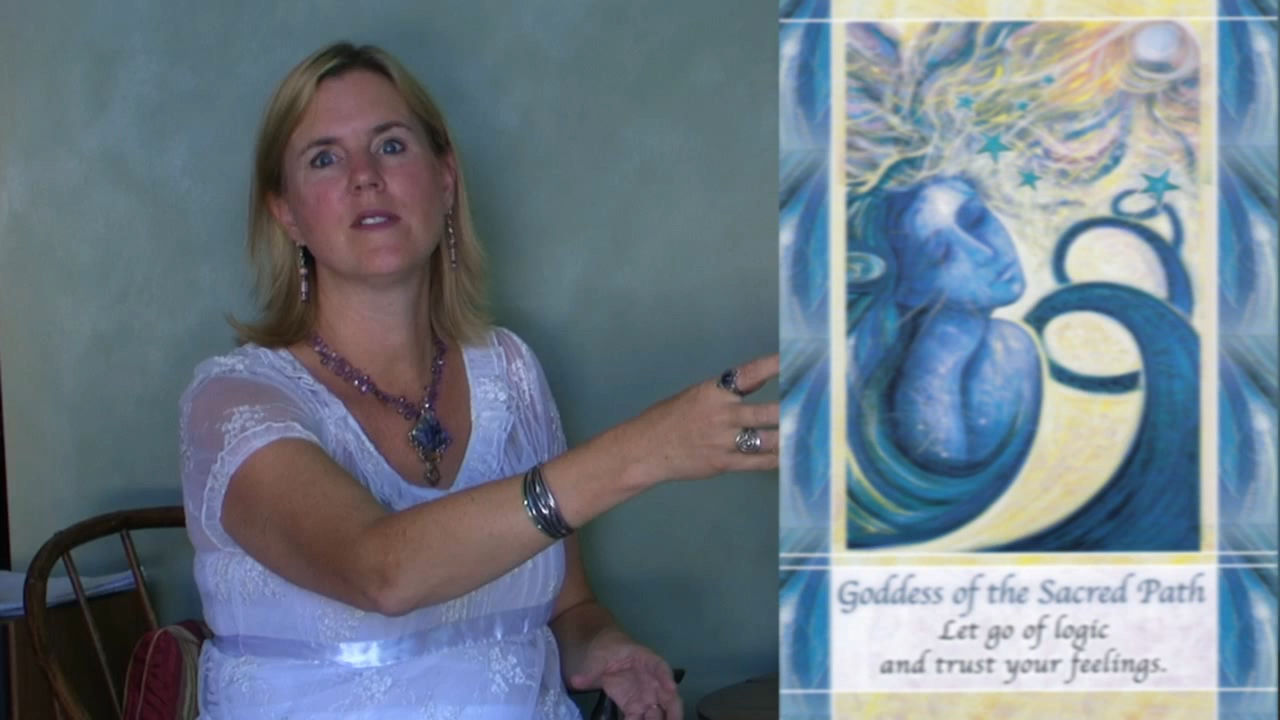 Goddess of the Sacred Path
Let go of logic
and trust your feelings.